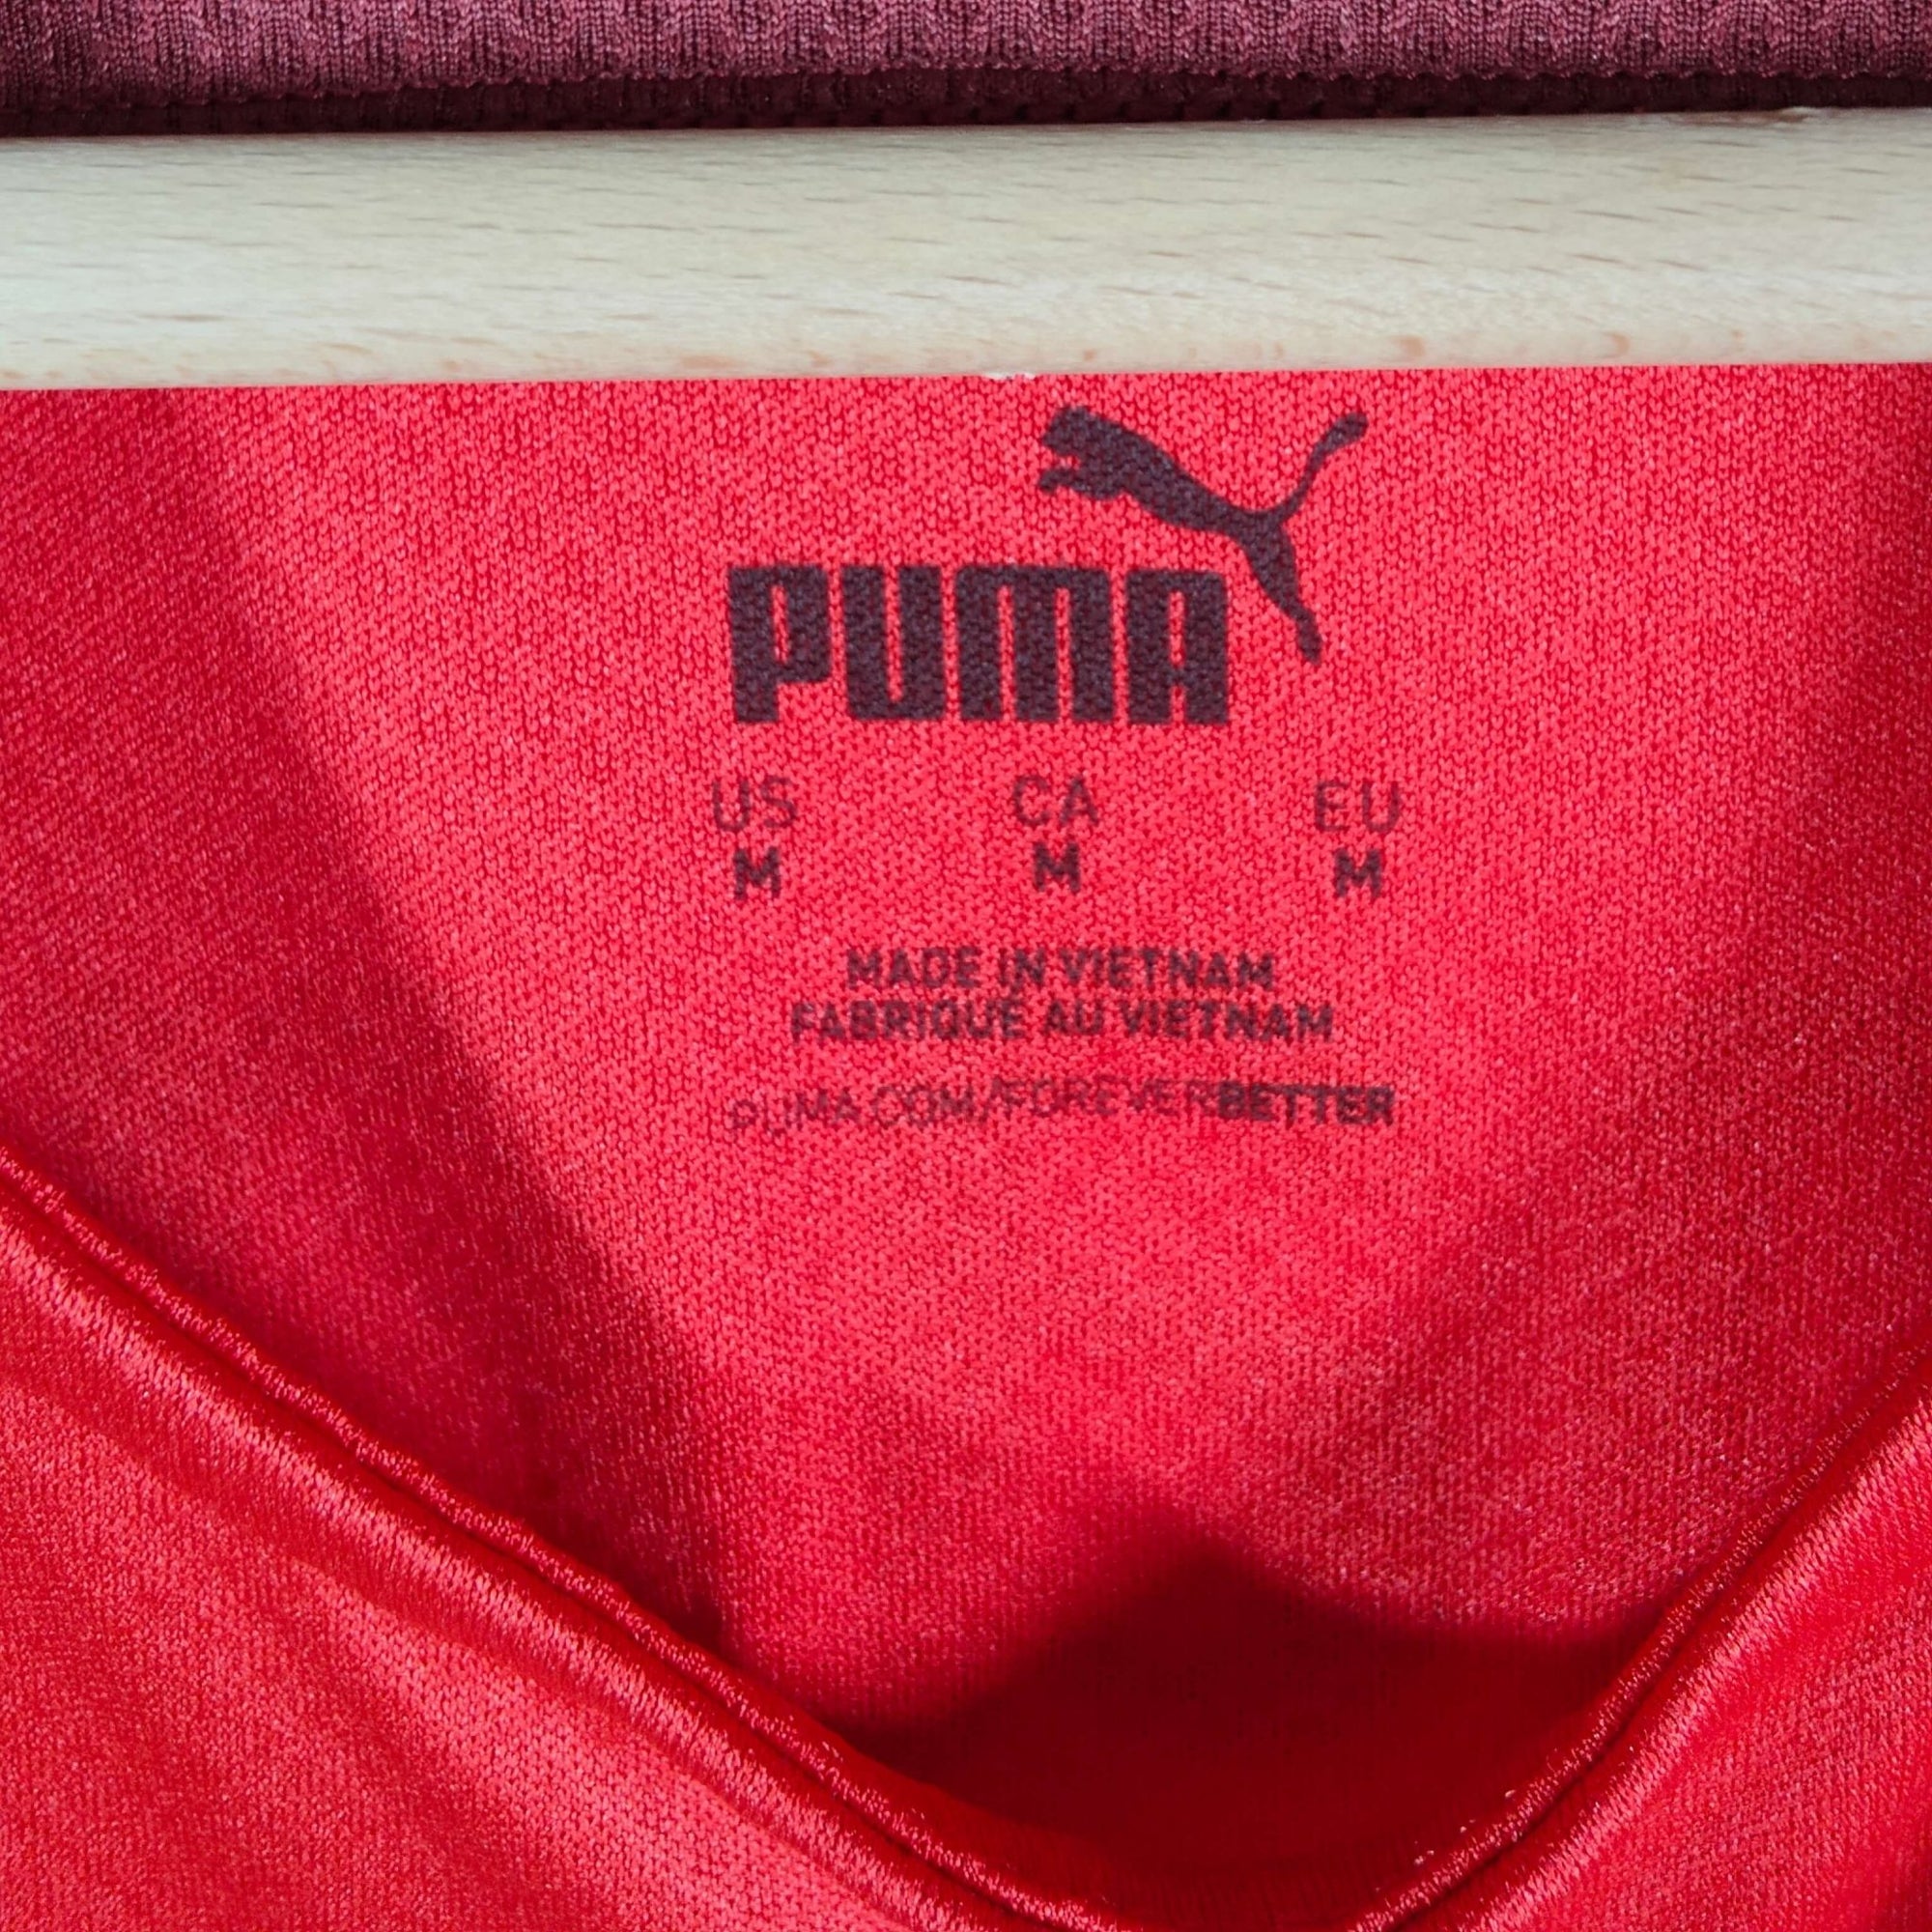 PUMA
US CA EU
M M M
MADE IN VIETNAM
FABRIQUÉ AU VIETNAM
PUMA.COM/FOREVERBETTER